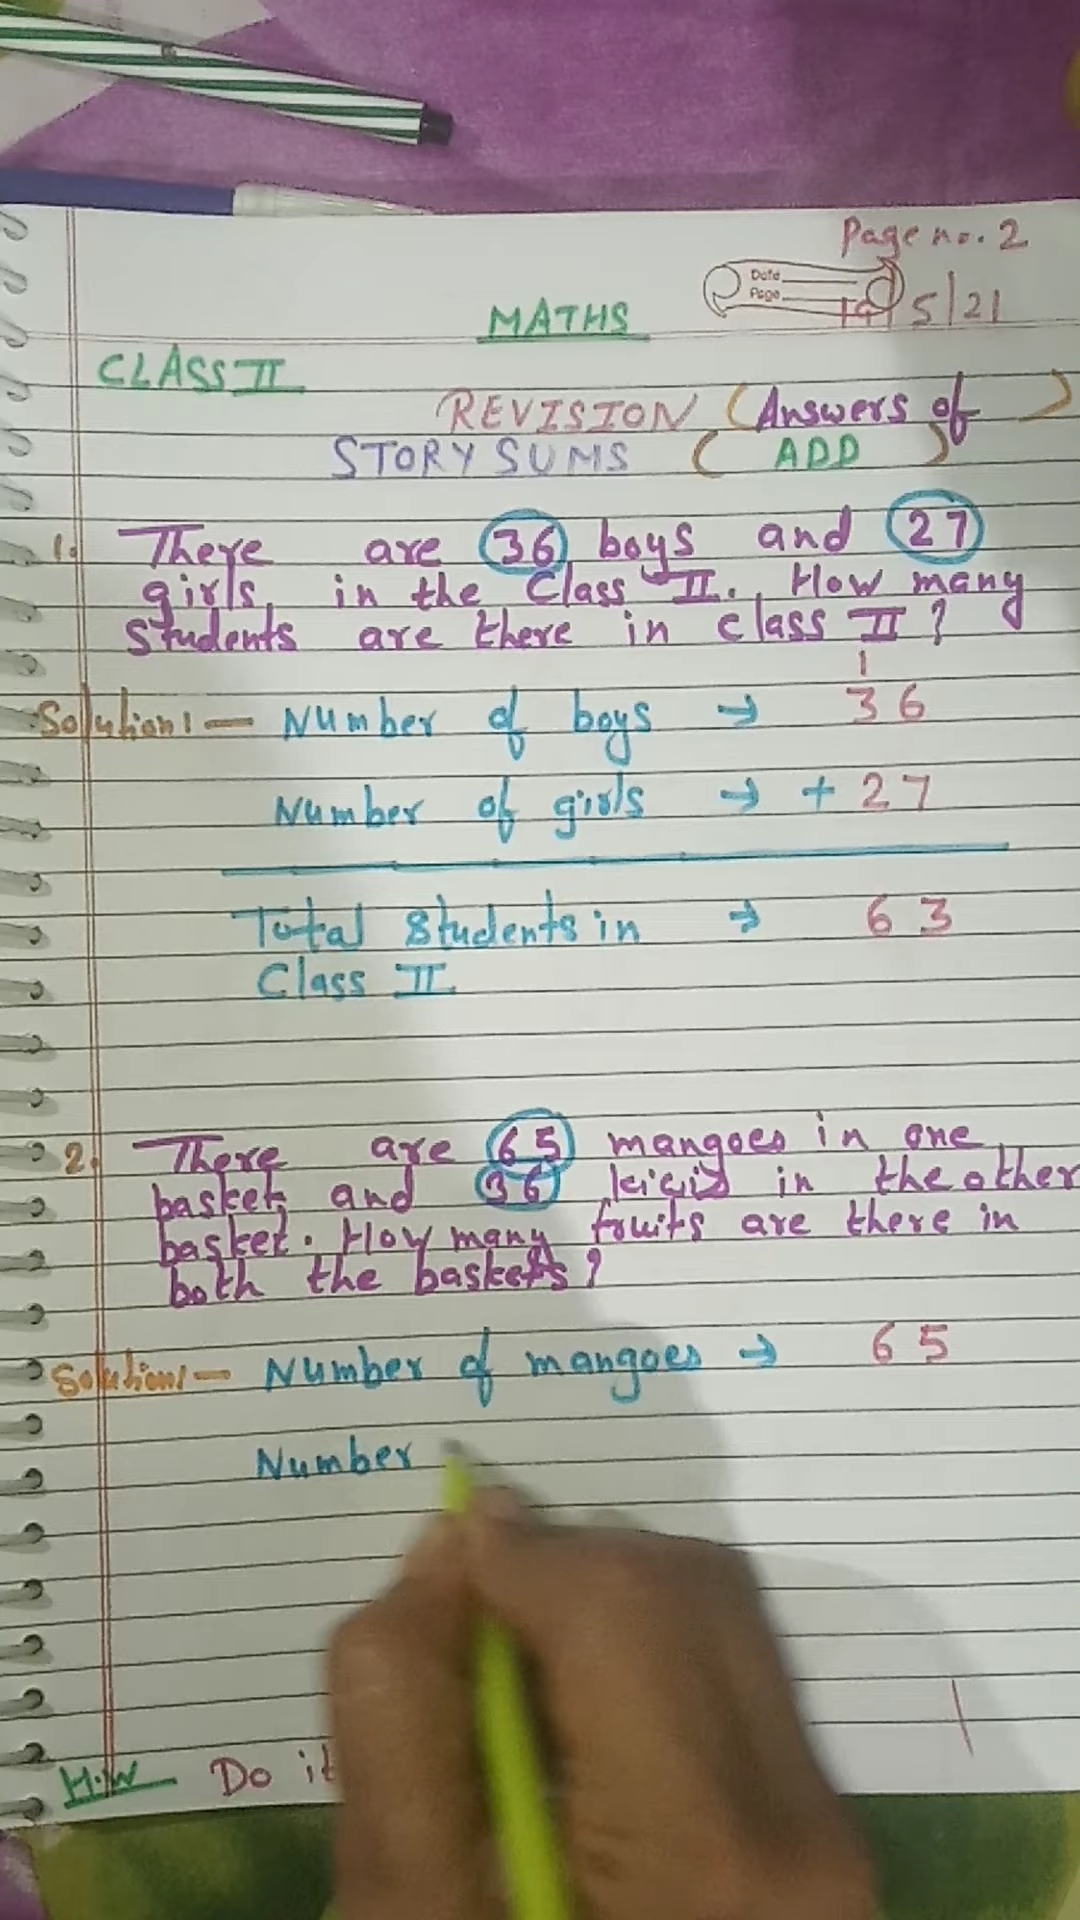 Page no. 2
Date
Page
19/5/21
MATHS
CLASS II
REVISION (Answers of )
STORY SUMS ( ADD )
1. There are 36 boys and 27
girls, in the Class II. How many
students are there in class II ?
1
Solution:- Number of boys → 36
Number of girls → + 27
Total Students in → 63
Class II
2. There are 65 mangoes in one
basket and 36 kiwis in the other
basket. How many fruits are there in
both the baskets?
Solution:- Number of mangoes → 65
Number
H.W Do it